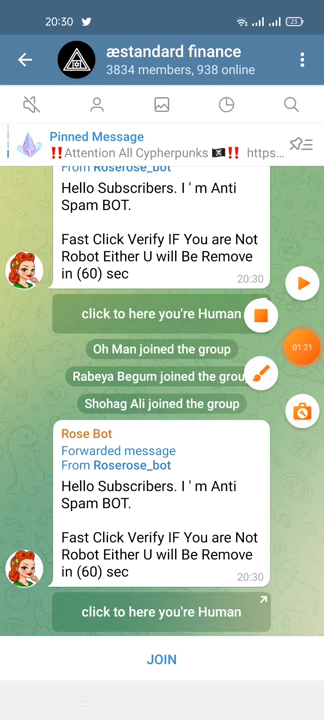 20:30
23
æstandard finance
3834 members, 938 online
Pinned Message
‼️Attention All Cypherpunks 🏴‍☠️‼️ https...
From Roserose_bot
Hello Subscribers. I ' m Anti
Spam BOT.
Fast Click Verify IF You are Not
Robot Either U will Be Remove
in (60) sec
20:30
click to here you're Human
Oh Man joined the group
01:21
Rabeya Begum joined the grou
Shohag Ali joined the group
Rose Bot
Forwarded message
From Roserose_bot
Hello Subscribers. I ' m Anti
Spam BOT.
Fast Click Verify IF You are Not
Robot Either U will Be Remove
in (60) sec
20:30
click to here you're Human
JOIN